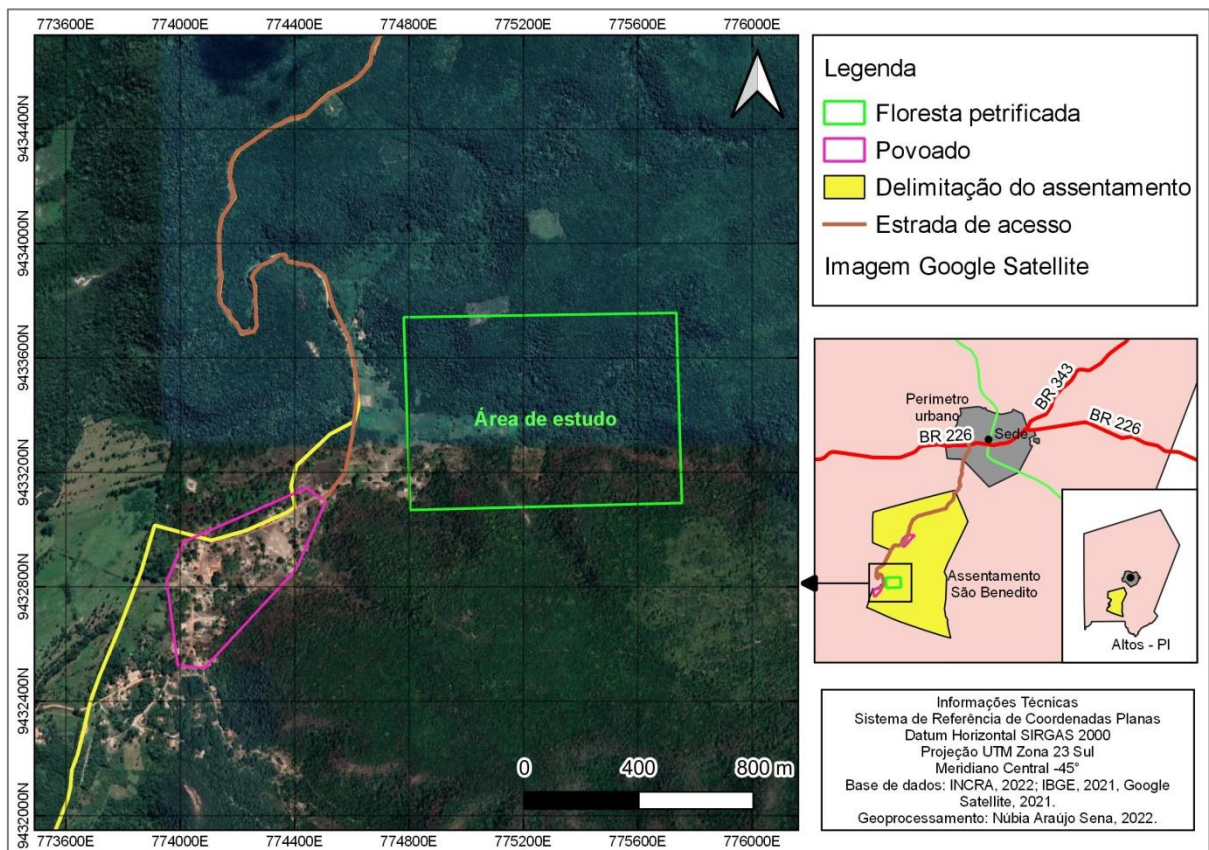 773600E 774000E 774400E 774800E 775200E 775600E 776000E
9434400N
9434000N
9433600N
9433200N
9432800N
9432400N
9432000N
Área de estudo
0 400 800 m
773600E 774000E 774400E 774800E 775200E 775600E 776000E
Legenda
Floresta petrificada
Povoado
Delimitação do assentamento
Estrada de acesso
Imagem Google Satellite
BR 343
Perimetro
urbano
BR 226
Sede
BR 226
Assentamento
São Benedito
Altos - PI
Informações Técnicas
Sistema de Referência de Coordenadas Planas
Datum Horizontal SIRGAS 2000
Projeção UTM Zona 23 Sul
Meridiano Central -45°
Base de dados: INCRA, 2022; IBGE, 2021, Google
Satellite, 2021.
Geoprocessamento: Núbia Araújo Sena, 2022.